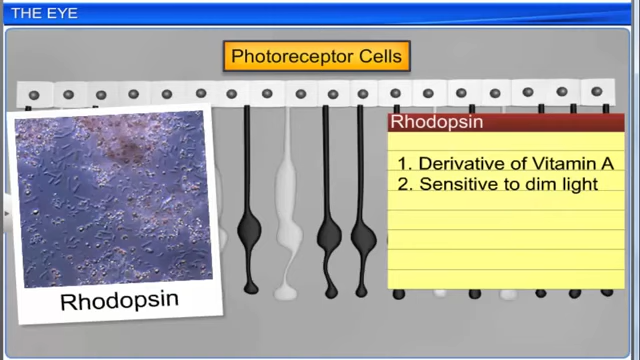 THE EYE
Photoreceptor Cells
Rhodopsin
1. Derivative of Vitamin A
2. Sensitive to dim light
Rhodopsin